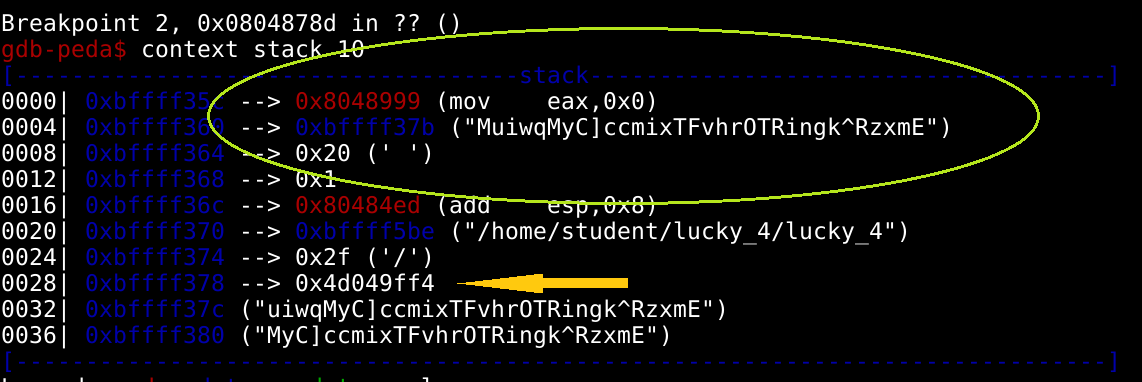 Breakpoint 2, 0x0804878d in ?? ()
gdb-peda$ context stack 10
[------------------------------------stack-------------------------------------]
0000| 0xbffff35c --> 0x8048999 (mov    eax,0x0)
0004| 0xbffff360 --> 0xbffff37b ("MuiwqMyC]ccmixTFvhrOTRingk^RzxmE")
0008| 0xbffff364 --> 0x20 (' ')
0012| 0xbffff368 --> 0x1
0016| 0xbffff36c --> 0x80484ed (add    esp,0x8)
0020| 0xbffff370 --> 0xbffff5be ("/home/student/lucky_4/lucky_4")
0024| 0xbffff374 --> 0x2f ('/')
0028| 0xbffff378 --> 0x4d049ff4
0032| 0xbffff37c ("uiwqMyC]ccmixTFvhrOTRingk^RzxmE")
0036| 0xbffff380 ("MyC]ccmixTFvhrOTRingk^RzxmE")
[------------------------------------------------------------------------------]